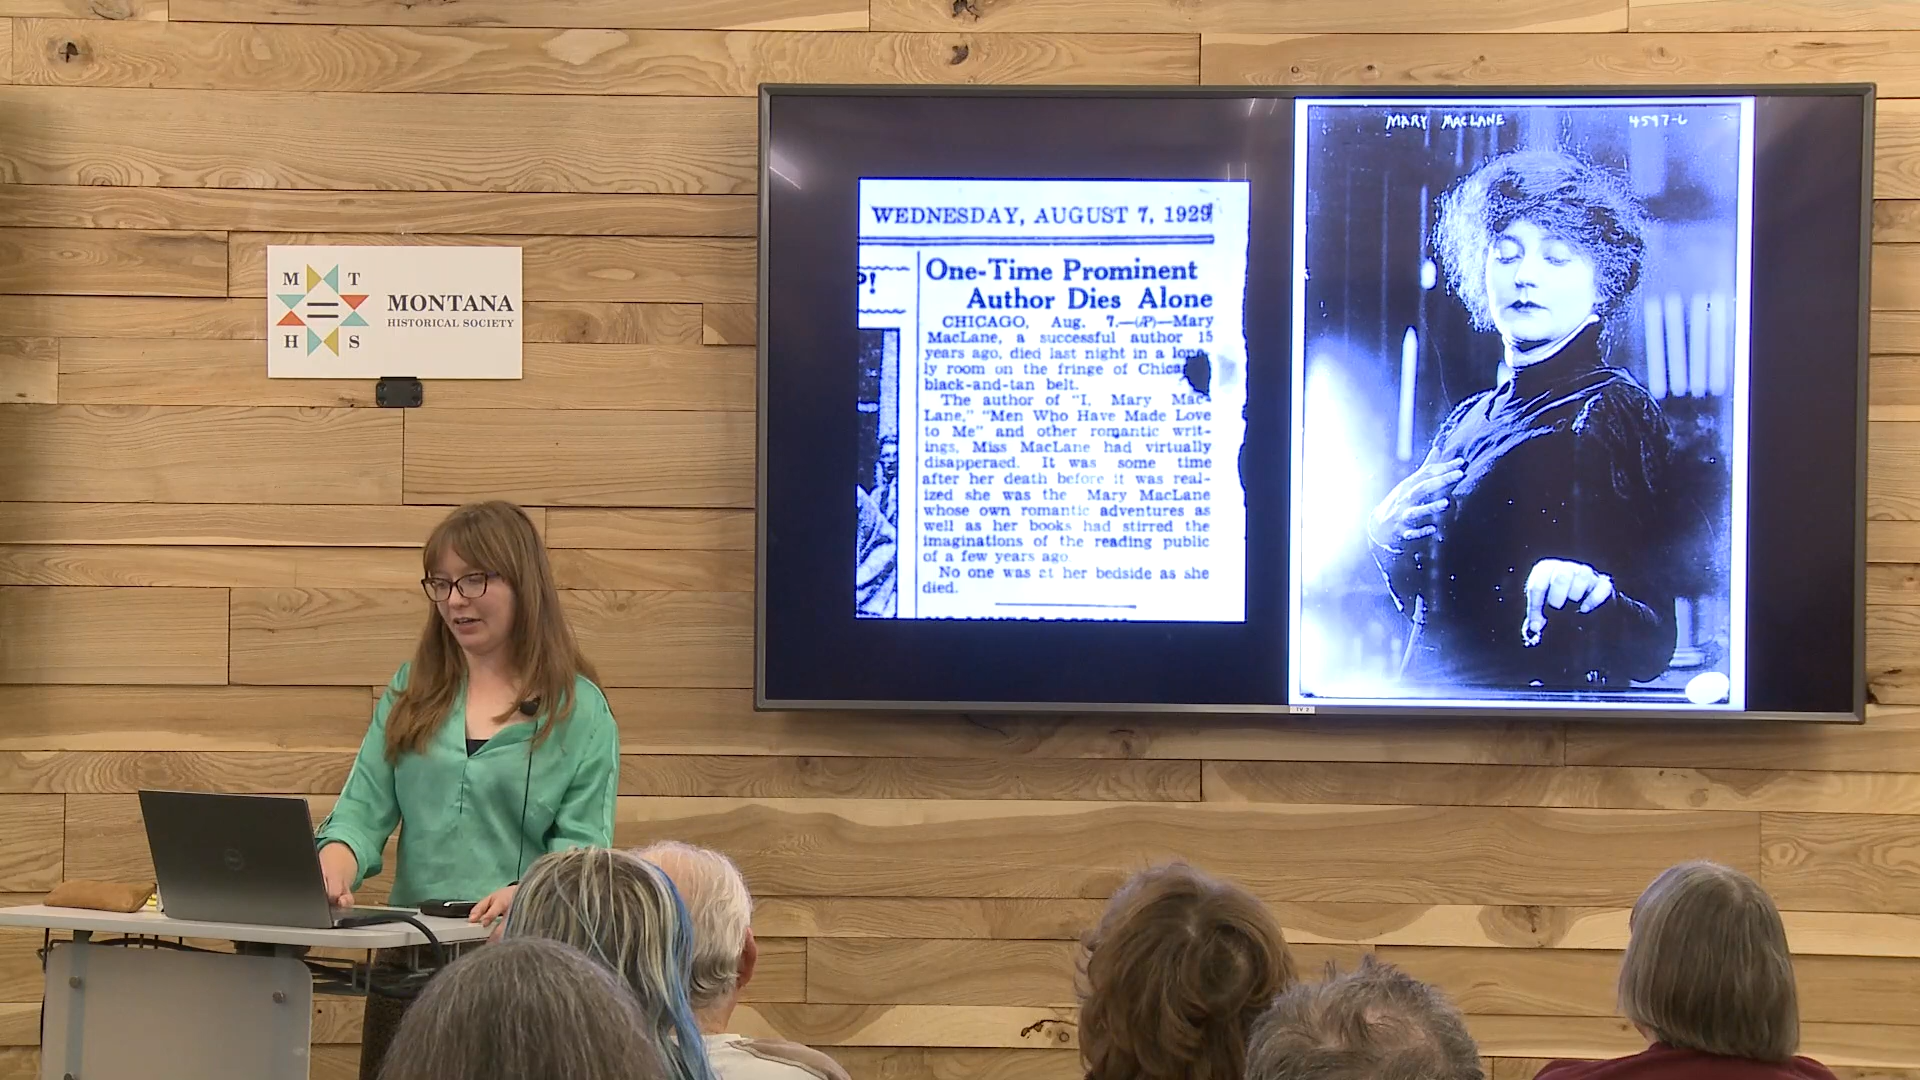 M T
H S
MONTANA
HISTORICAL SOCIETY
WEDNESDAY, AUGUST 7, 1929
P!
One-Time Prominent
Author Dies Alone
CHICAGO, Aug. 7.—(AP)—Mary
MacLane, a successful author 15
years ago, died last night in a lone-
ly room on the fringe of Chica
black-and-tan belt.
The author of "I, Mary Mac-
Lane," "Men Who Have Made Love
to Me" and other romantic writ-
ings, Miss MacLane had virtually
disapperaed. It was some time
after her death before it was real-
ized she was the Mary MacLane
whose own romantic adventures as
well as her books had stirred the
imaginations of the reading public
of a few years ago.
No one was at her bedside as she
died.
MARY MACLANE 4597-6
TV 2
DELL